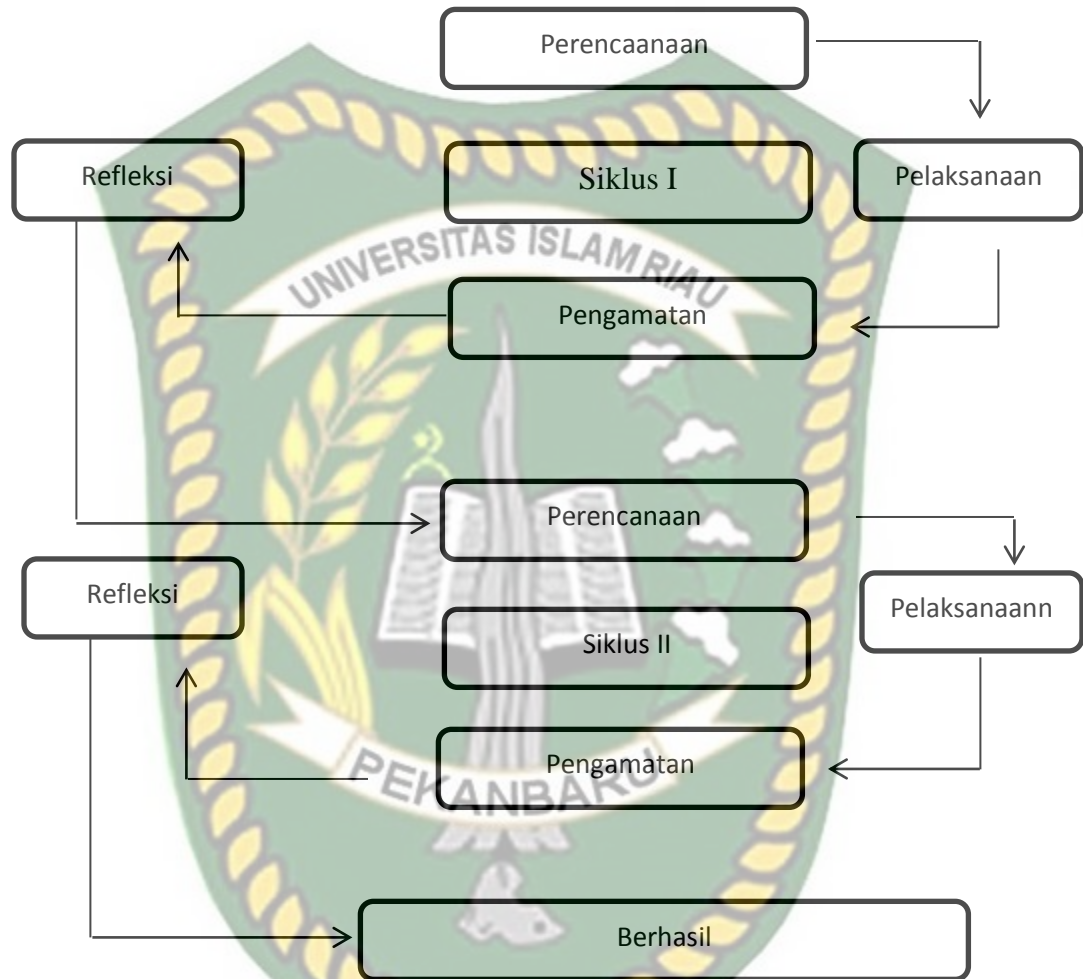 Perencaanaan
Refleksi
Siklus I
Pelaksanaan
UNIVERSITAS ISLAM RIAU
Pengamatan
Perencanaan
Refleksi
Pelaksanaann
Siklus II
Pengamatan
PEKANBARU
Berhasil